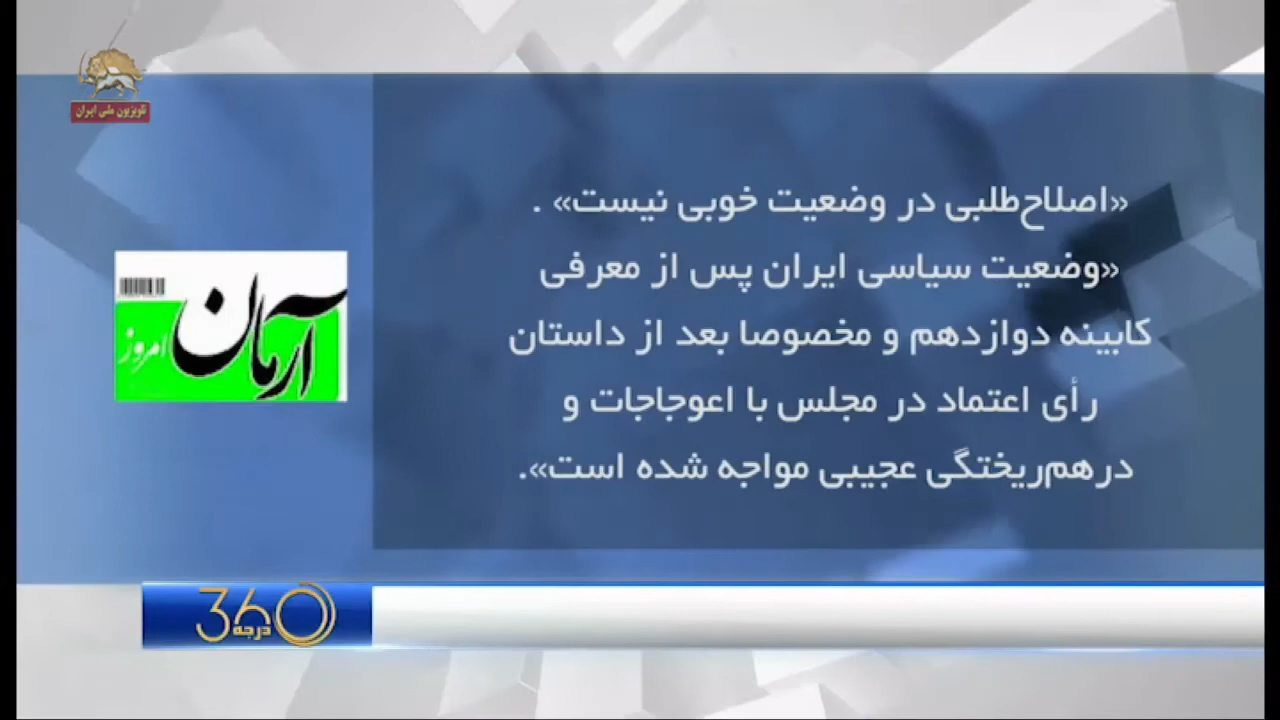 تلویزیون ملی ایران
«اصلاح‌طلبی در وضعیت خوبی نیست» .
«وضعیت سیاسی ایران پس از معرفی
کابینه دوازدهم و مخصوصا بعد از داستان
رأی اعتماد در مجلس با اعوجاجات و
درهم‌ریختگی عجیبی مواجه شده است».
آرمان
امروز
360
درجه